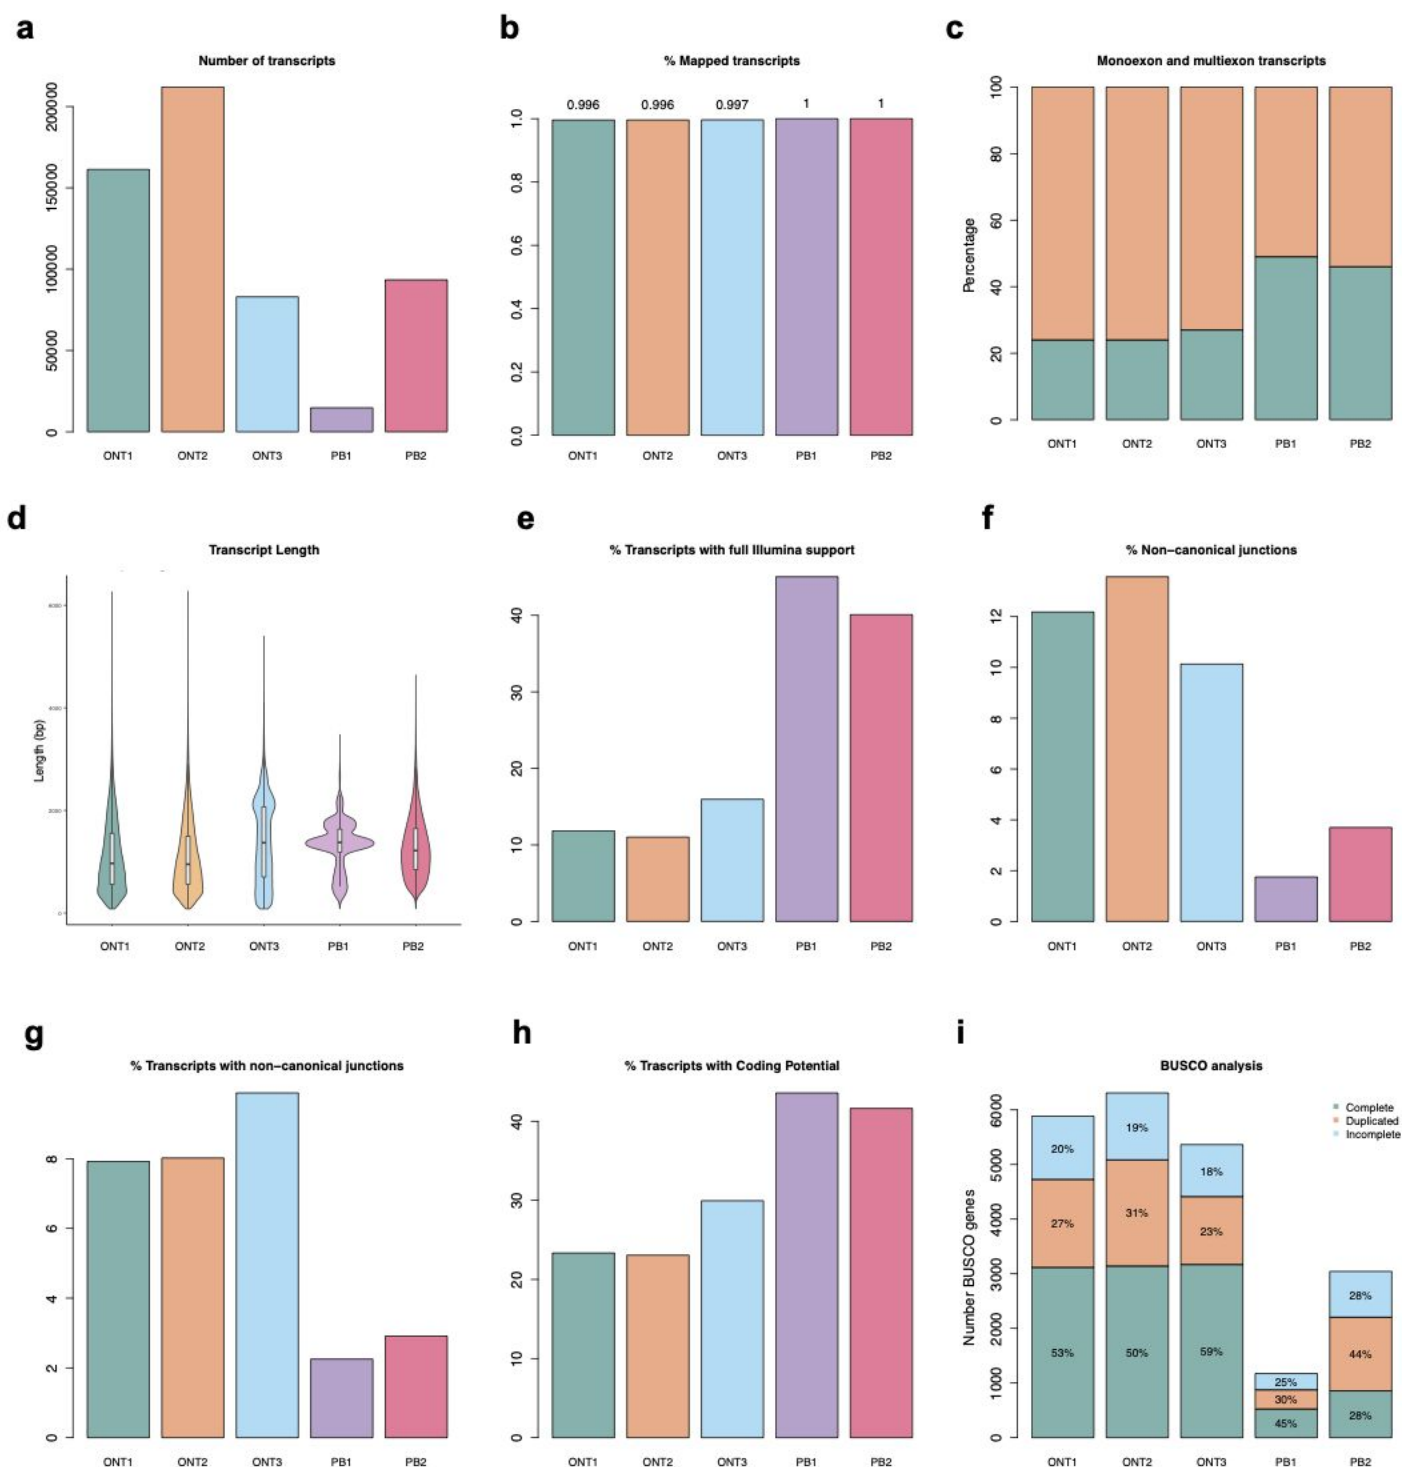 a
Number of transcripts
0
50000
100000
150000
200000
ONT1 ONT2 ONT3 PB1 PB2
b
% Mapped transcripts
0.996 0.996 0.997 1 1
0.0
0.2
0.4
0.6
0.8
1.0
ONT1 ONT2 ONT3 PB1 PB2
c
Monoexon and multiexon transcripts
Percentage
0
20
40
60
80
100
ONT1 ONT2 ONT3 PB1 PB2
d
Transcript Length
Length (bp)
0
2000
4000
6000
ONT1 ONT2 ONT3 PB1 PB2
e
% Transcripts with full Illumina support
0
10
20
30
40
ONT1 ONT2 ONT3 PB1 PB2
f
% Non−canonical junctions
0
2
4
6
8
10
12
ONT1 ONT2 ONT3 PB1 PB2
g
% Transcripts with non−canonical junctions
0
2
4
6
8
ONT1 ONT2 ONT3 PB1 PB2
h
% Trascripts with Coding Potential
0
10
20
30
40
ONT1 ONT2 ONT3 PB1 PB2
i
BUSCO analysis
Complete
Duplicated
Incomplete
Number BUSCO genes
0
1000
2000
3000
4000
5000
6000
20% 19% 18% 25% 28%
27% 31% 23% 30% 44%
53% 50% 59% 45% 28%
ONT1 ONT2 ONT3 PB1 PB2